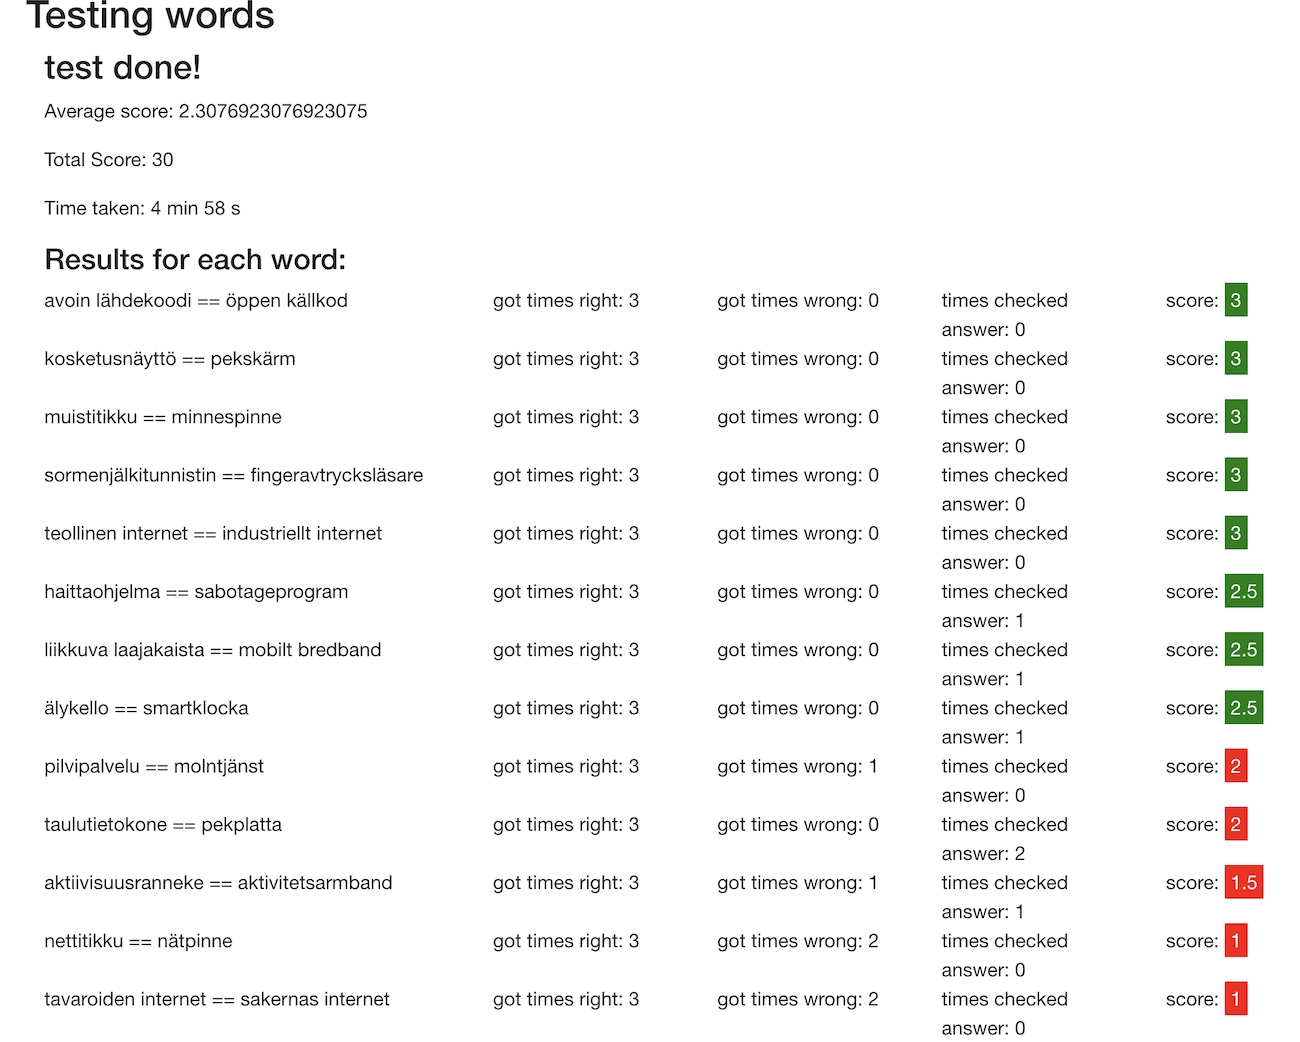 Testing words
test done!
Average score: 2.3076923076923075
Total Score: 30
Time taken: 4 min 58 s
Results for each word:
avoin lähdekoodi == öppen källkod got times right: 3 got times wrong: 0 times checked answer: 0 score: 3
kosketusnäyttö == pekskärm got times right: 3 got times wrong: 0 times checked answer: 0 score: 3
muistitikku == minnespinne got times right: 3 got times wrong: 0 times checked answer: 0 score: 3
sormenjälkitunnistin == fingeravtrycksläsare got times right: 3 got times wrong: 0 times checked answer: 0 score: 3
teollinen internet == industriellt internet got times right: 3 got times wrong: 0 times checked answer: 0 score: 3
haittaohjelma == sabotageprogram got times right: 3 got times wrong: 0 times checked answer: 1 score: 2.5
liikkuva laajakaista == mobilt bredband got times right: 3 got times wrong: 0 times checked answer: 1 score: 2.5
älykello == smartklocka got times right: 3 got times wrong: 0 times checked answer: 1 score: 2.5
pilvipalvelu == molntjänst got times right: 3 got times wrong: 1 times checked answer: 0 score: 2
taulutietokone == pekplatta got times right: 3 got times wrong: 0 times checked answer: 2 score: 2
aktiivisuusranneke == aktivitetsarmband got times right: 3 got times wrong: 1 times checked answer: 1 score: 1.5
nettitikku == nätpinne got times right: 3 got times wrong: 2 times checked answer: 0 score: 1
tavaroiden internet == sakernas internet got times right: 3 got times wrong: 2 times checked answer: 0 score: 1